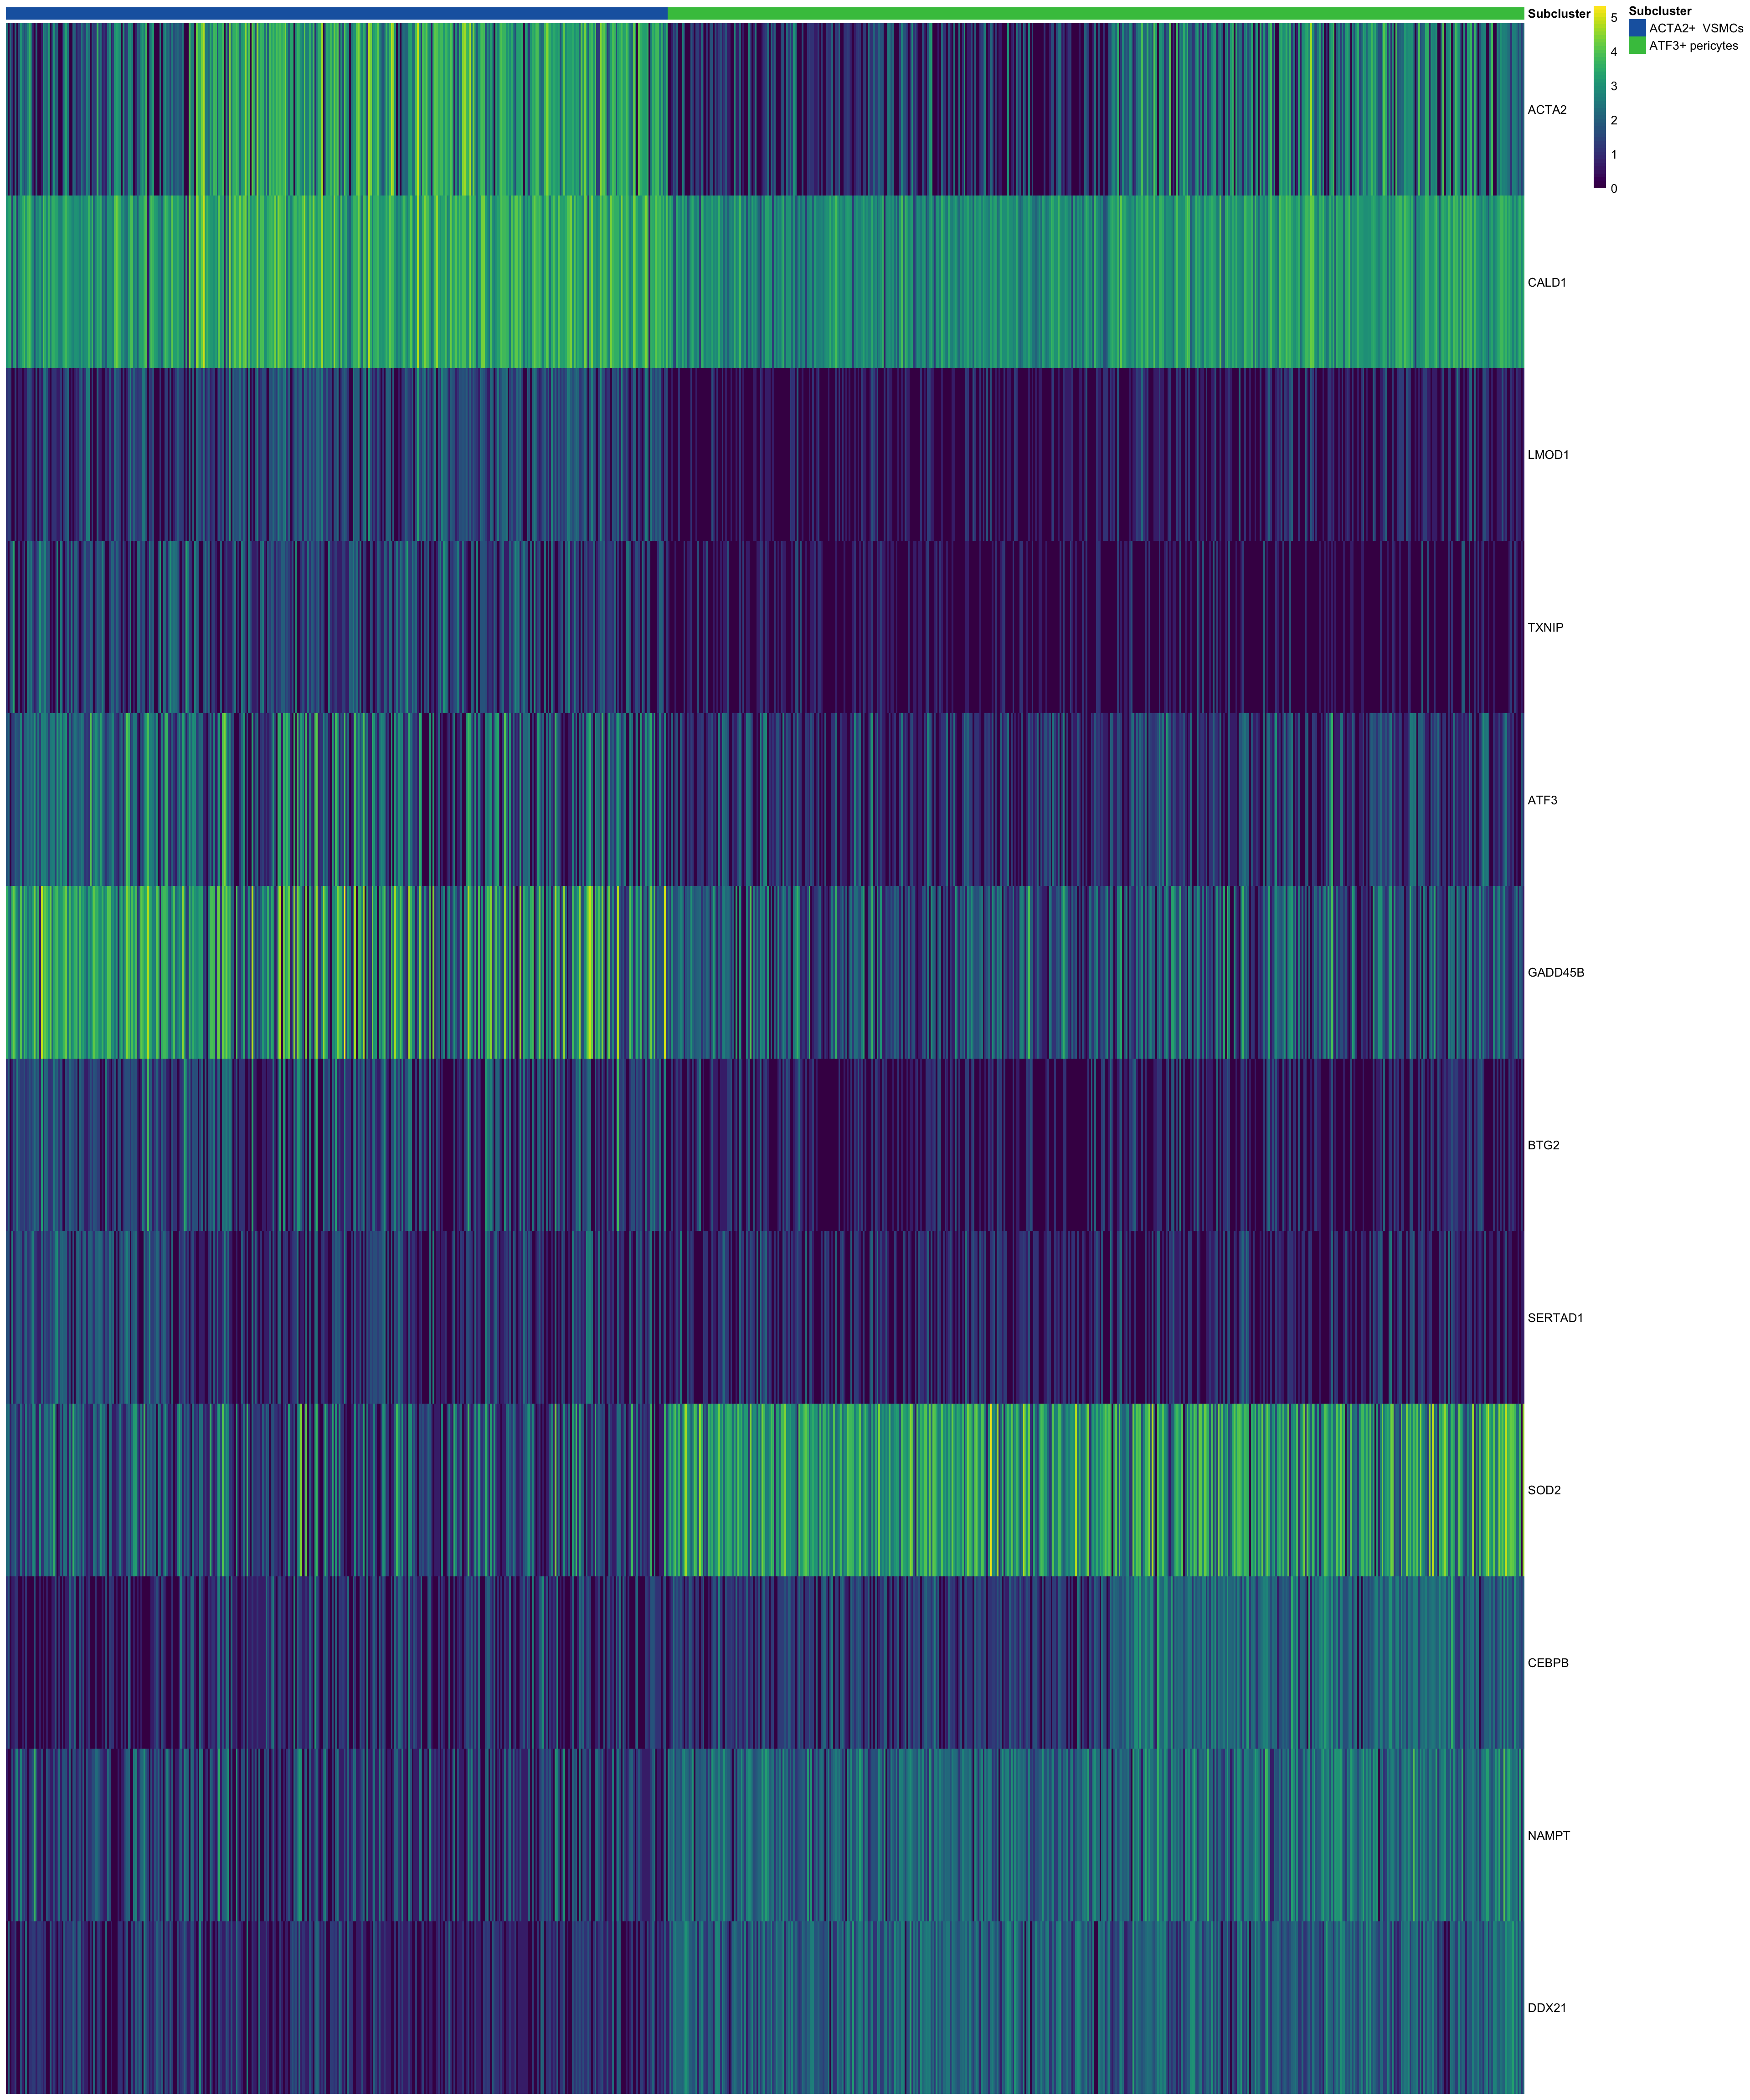 Subcluster
5
4
3
2
1
0
Subcluster
ACTA2+  VSMCs
ATF3+ pericytes
ACTA2
CALD1
LMOD1
TXNIP
ATF3
GADD45B
BTG2
SERTAD1
SOD2
CEBPB
NAMPT
DDX21